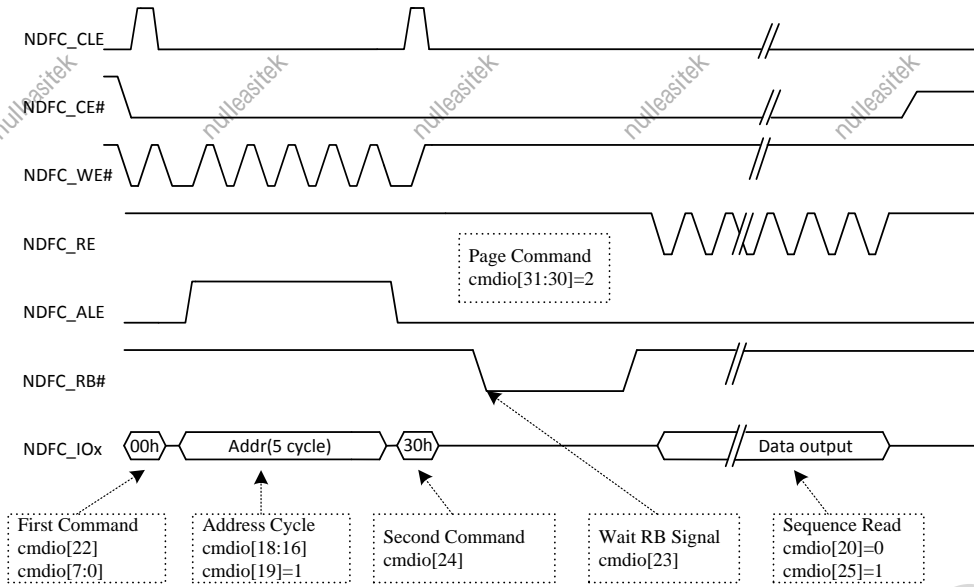 NDFC_CLE
nulleasitek nulleasitek nulleasitek nulleasitek nulleasitek
NDFC_CE#
NDFC_WE#
NDFC_RE
Page Command
cmdio[31:30]=2
NDFC_ALE
NDFC_RB#
NDFC_IOx 00h Addr(5 cycle) 30h Data output
First Command
cmdio[22]
cmdio[7:0]
Address Cycle
cmdio[18:16]
cmdio[19]=1
Second Command
cmdio[24]
Wait RB Signal
cmdio[23]
Sequence Read
cmdio[20]=0
cmdio[25]=1